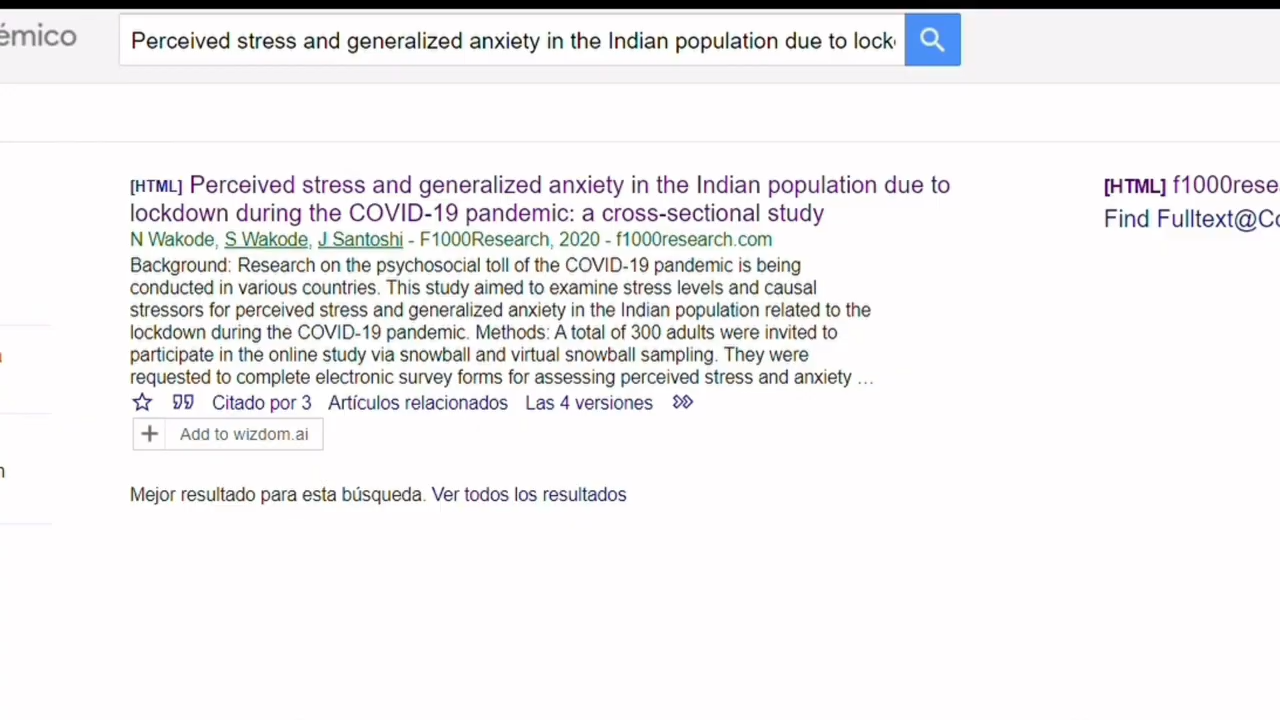 émico
Perceived stress and generalized anxiety in the Indian population due to lock
[HTML] Perceived stress and generalized anxiety in the Indian population due to
lockdown during the COVID-19 pandemic: a cross-sectional study
N Wakode, S Wakode, J Santoshi - F1000Research, 2020 - f1000research.com
Background: Research on the psychosocial toll of the COVID-19 pandemic is being
conducted in various countries. This study aimed to examine stress levels and causal
stressors for perceived stress and generalized anxiety in the Indian population related to the
lockdown during the COVID-19 pandemic. Methods: A total of 300 adults were invited to
participate in the online study via snowball and virtual snowball sampling. They were
requested to complete electronic survey forms for assessing perceived stress and anxiety …
Citado por 3 Artículos relacionados Las 4 versiones
Add to wizdom.ai
Mejor resultado para esta búsqueda. Ver todos los resultados
[HTML] f1000rese
Find Fulltext@Co